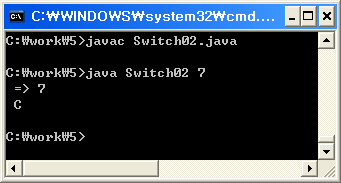 C:₩WINDOWS₩system32₩cmd....
C:₩work₩5>javac Switch02.java
C:₩work₩5>java Switch02 7
=> 7
C
C:₩work₩5>